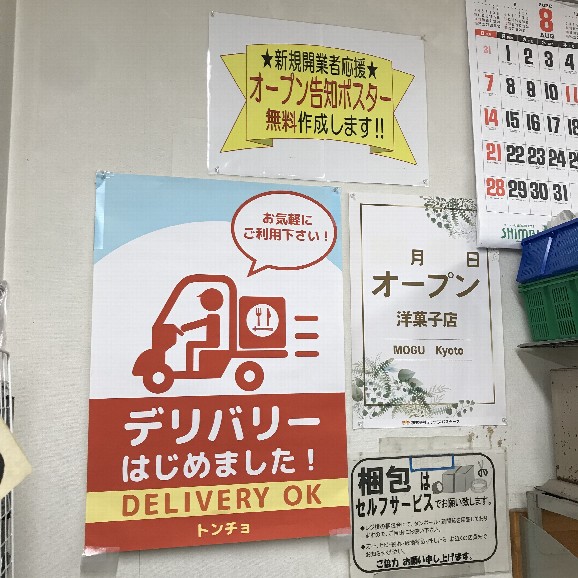 ★新規開業者応援★
オープン告知ポスター
無料作成します!!
8
AUG
31 1 2 3 4
7 8 9 10 11
14 15 16 17
21 22 23 24 25
28 29 30 31
お気軽に
ご利用下さい!
デリバリー
はじめました!
DELIVERY OK
トンチョ
月 日
オープン
洋菓子店
MOGU Kyoto
梱包は
セルフサービスでお願い致します。
ご協力 お願い申し上げます。